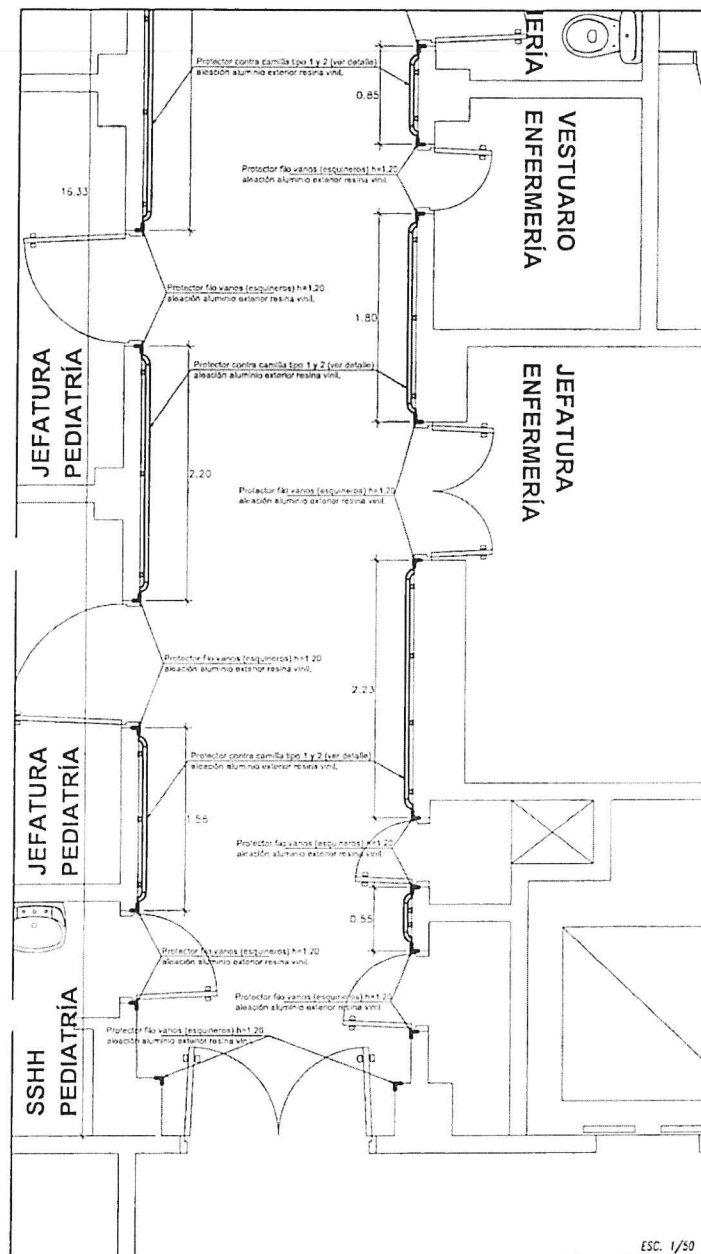 Protector contra camilla tipo 1 y 2 (ver detalle)
aleación aluminio exterior resina vinil.
0.85
ERÍA
VESTUARIO
ENFERMERÍA
Protector filo vanos (esquineros) h=1.20
aleación aluminio exterior resina vinil.
16.33
Protector filo vanos (esquineros) h=1.20
aleación aluminio exterior resina vinil.
1.80
JEFATURA
PEDIATRÍA
Protector contra camilla tipo 1 y 2 (ver detalle)
aleación aluminio exterior resina vinil.
JEFATURA
ENFERMERÍA
2.20
Protector filo vanos (esquineros) h=1.20
aleación aluminio exterior resina vinil.
Protector filo vanos (esquineros) h=1.20
aleación aluminio exterior resina vinil.
2.23
JEFATURA
PEDIATRÍA
Protector contra camilla tipo 1 y 2 (ver detalle)
aleación aluminio exterior resina vinil.
Protector filo vanos (esquineros) h=1.20
aleación aluminio exterior resina vinil.
0.55
Protector filo vanos (esquineros) h=1.20
aleación aluminio exterior resina vinil.
Protector filo vanos (esquineros) h=1.20
aleación aluminio exterior resina vinil.
SSHH
PEDIATRÍA
Protector filo vanos (esquineros) h=1.20
aleación aluminio exterior resina vinil.
ESC. 1/50